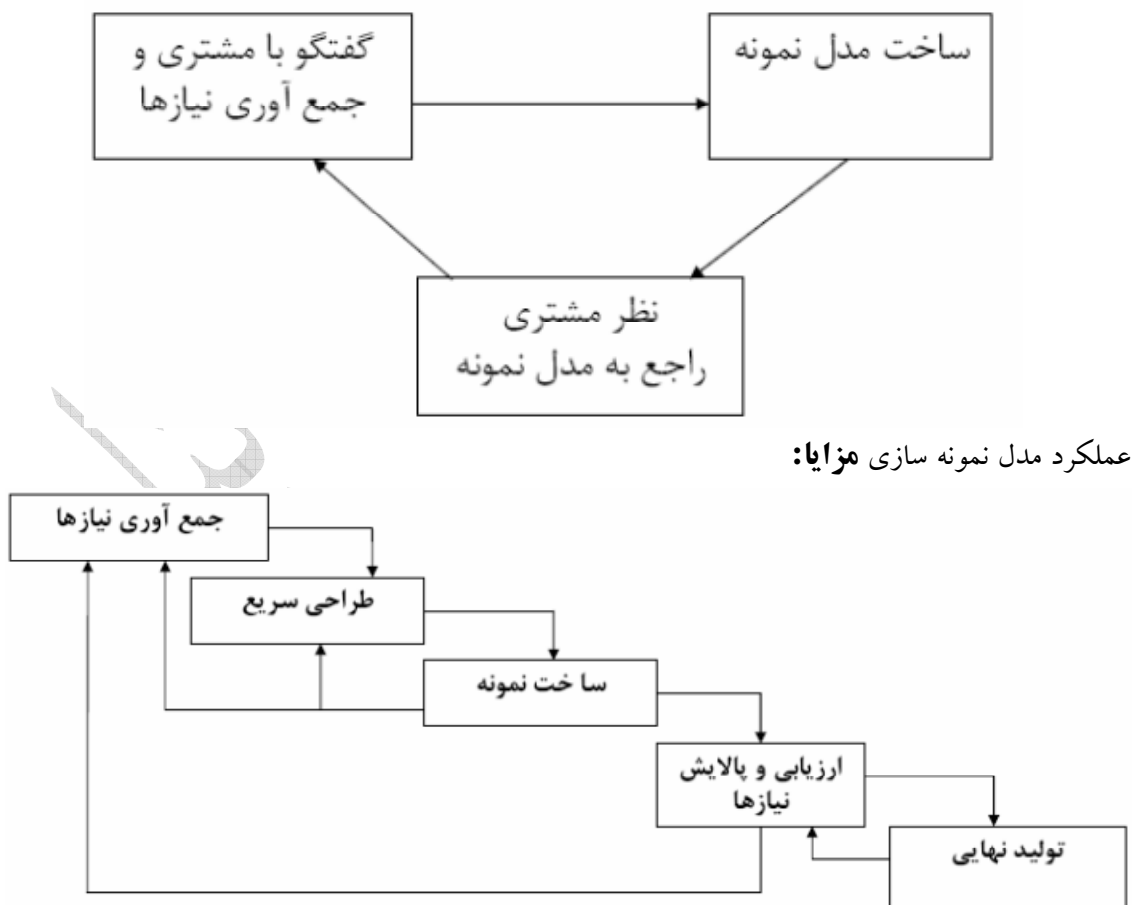 گفتگو با مشتری و
جمع آوری نیازها
ساخت مدل نمونه
نظر مشتری
راجع به مدل نمونه
عملکرد مدل نمونه سازی مزایا:
جمع آوری نیازها
طراحی سریع
سا خت نمونه
ارزیابی و پالایش
نیازها
تولید نهایی